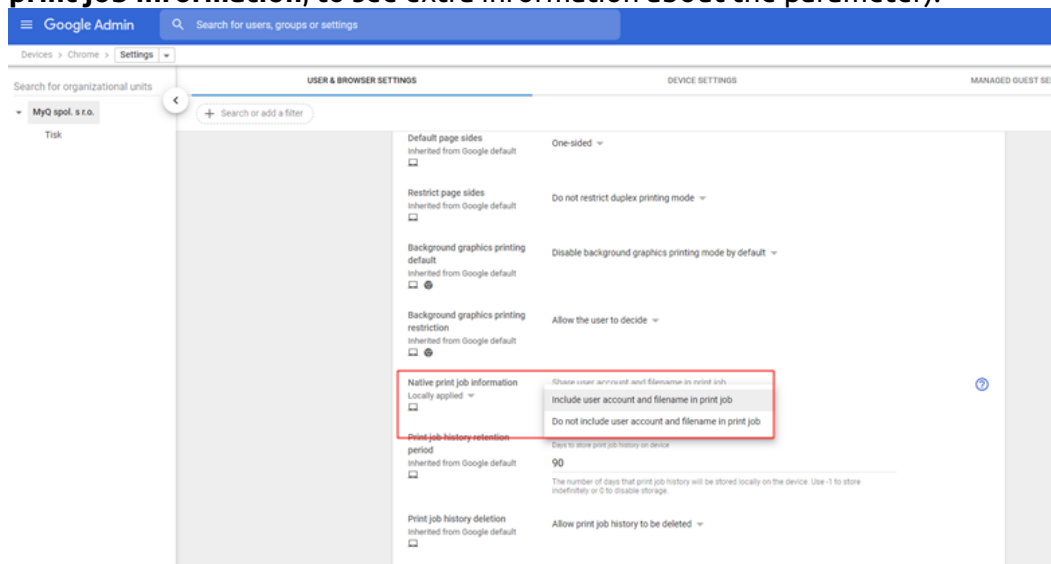 print job information, to see extra information about the parameter).
Google Admin
Search for users, groups or settings
Devices > Chrome > Settings
Search for organizational units
USER & BROWSER SETTINGS
DEVICE SETTINGS
MANAGED GUEST SE
MyQ spol. s r.o.
Search or add a filter
Tisk
Default page sides
Inherited from Google default
One-sided
Restrict page sides
Inherited from Google default
Do not restrict duplex printing mode
Background graphics printing
default
Inherited from Google default
Disable background graphics printing mode by default
Background graphics printing
restriction
Inherited from Google default
Allow the user to decide
Native print job information
Locally applied
Share user account and filename in print job
Include user account and filename in print job
Do not include user account and filename in print job
Print job history retention
period
Inherited from Google default
Days to store print job history on device
90
The number of days that print job history will be stored locally on the device. Use -1 to store
indefinitely or 0 to disable storage.
Print job history deletion
Inherited from Google default
Allow print job history to be deleted